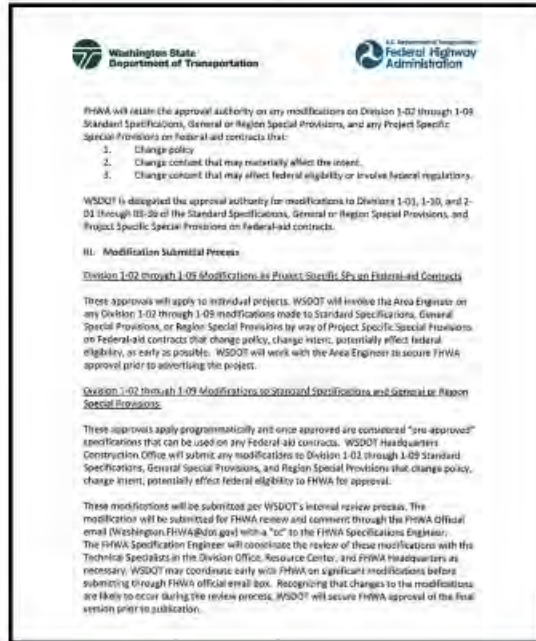 Washington State
Department of Transportation
U.S. Department of Transportation
Federal Highway
Administration
FHWA will retain the approval authority on any modifications on Division 1-02 through 1-09
Standard Specifications, General or Region Special Provisions, and any Project Specific
Special Provisions on Federal-aid contracts that:
1. Change policy
2. Change content that may materially affect the intent.
3. Change content that may effect federal eligibility or involve federal regulations.
WSDOT is delegated the approval authority for modifications to Divisions 1-01, 1-10, and 2-
01 through of the Standard Specifications, General or Region Special Provisions, and
Project Specific Special Provisions on Federal-aid contracts.
III. Modification Submittal Process
Division 1-02 through 1-09 Modifications as Project Specific SPs on Federal-aid Contracts
These approvals will apply to individual projects. WSDOT will involve the Area Engineer on
any Division 1-02 through 1-09 modifications made to Standard Specifications, General
Special Provisions, or Region Special Provisions by way of Project Specific Special Provisions
on Federal-aid contracts that change policy, change intent, potentially effect federal
eligibility, as early as possible. WSDOT will work with the Area Engineer to secure FHWA
approval prior to advertising the project.
Division 1-02 through 1-09 Modifications to Standard Specifications and General or Region
Special Provisions
These approvals apply programmatically and once approved are considered "pre-approved"
specifications that can be used on any Federal-aid contracts. WSDOT Headquarters
Construction Office will submit any modifications to Division 1-02 through 1-09 Standard
Specifications, General Special Provisions, and Region Special Provisions that change policy,
change intent, potentially effect federal eligibility to FHWA for approval.
These modifications will be submitted per WSDOT's internal review process. The
modification will be submitted for FHWA review and comment through the FHWA Official
email (Washington.FHWA@dot.gov) with a "cc" to the FHWA Specifications Engineer.
The FHWA Specification Engineer will coordinate the review of these modifications with the
Technical Specialists in the Division Office, Resource Center, and FHWA Headquarters as
necessary. WSDOT may coordinate early with FHWA on significant modifications before
submitting through FHWA official email box. Recognizing that changes to the modifications
are likely to occur during the review process, WSDOT will secure FHWA approval of the final
version prior to publication.